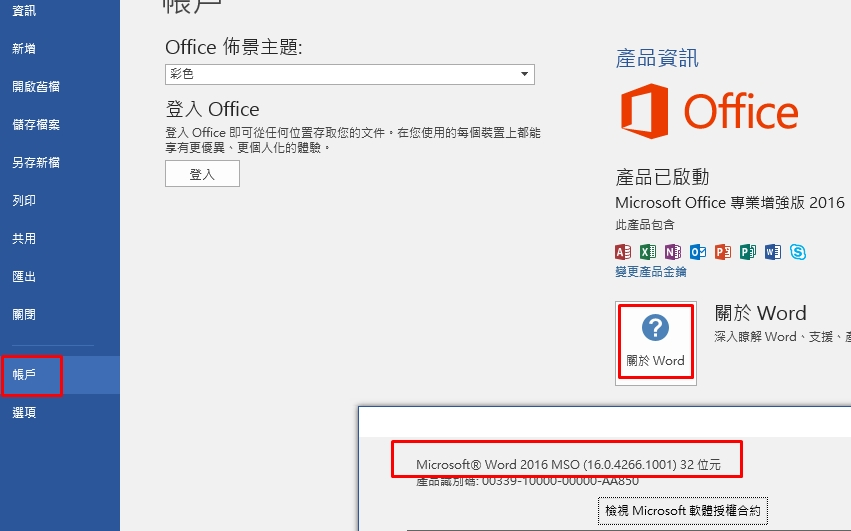 資訊
新增
開啟舊檔
儲存檔案
另存新檔
列印
共用
匯出
關閉
帳戶
選項
帳戶
Office 佈景主題:
彩色
登入 Office
登入 Office 即可從任何位置存取您的文件。在您使用的每個裝置上都能
享有更優異、更個人化的體驗。
登入
產品資訊
Office
產品已啟動
Microsoft Office 專業增強版 2016
此產品包含
變更產品金鑰
關於 Word
關於 Word
深入瞭解 Word、支援、產
Microsoft® Word 2016 MSO (16.0.4266.1001) 32 位元
產品識別碼: 00339-10000-00000-AA850
檢視 Microsoft 軟體授權合約